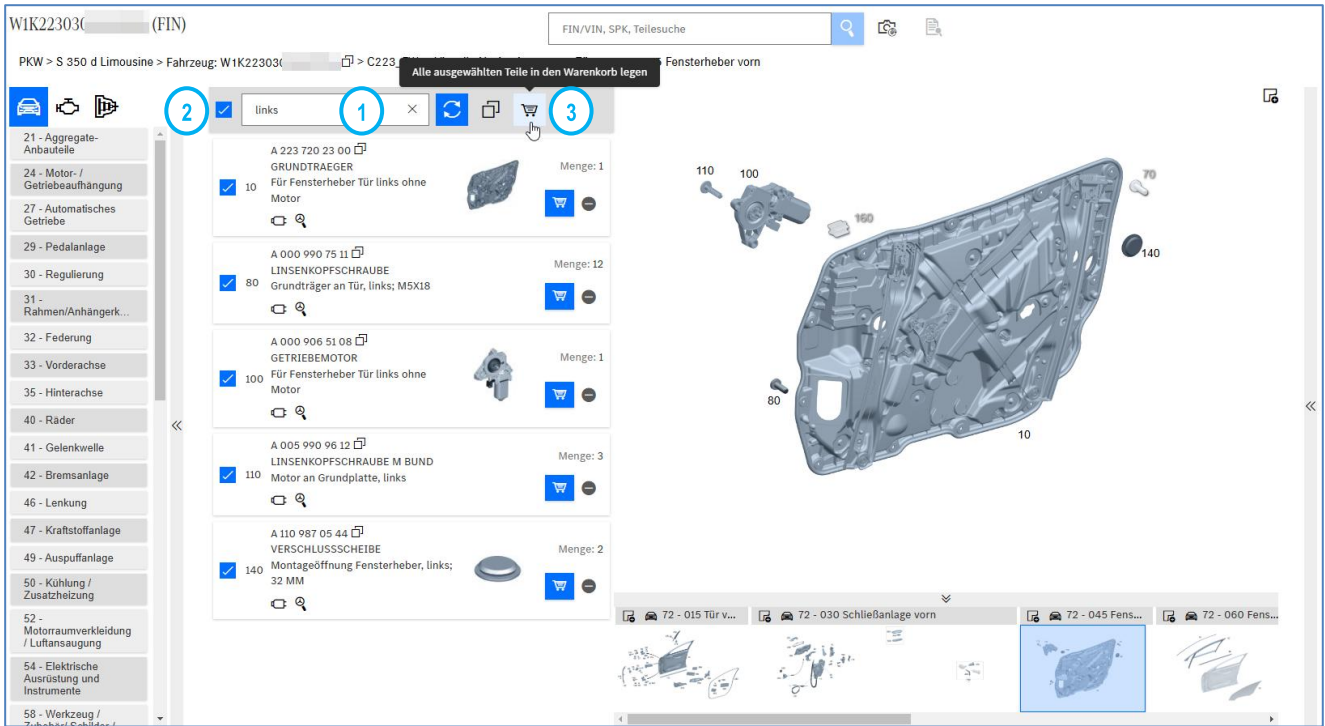 W1K22303( (FIN)
FIN/VIN, SPK, Teilesuche
PKW > S 350 d Limousine > Fahrzeug: W1K22303( > C223_ Fensterheber vorn
Alle ausgewählten Teile in den Warenkorb legen
2
links
1
3
21 - Aggregate-
Anbauteile
24 - Motor- /
Getriebeaufhängung
27 - Automatisches
Getriebe
29 - Pedalanlage
30 - Regulierung
31 -
Rahmen/Anhängerk...
32 - Federung
33 - Vorderachse
35 - Hinterachse
40 - Räder
41 - Gelenkwelle
42 - Bremsanlage
46 - Lenkung
47 - Kraftstoffanlage
49 - Auspuffanlage
50 - Kühlung /
Zusatzheizung
52 -
Motorraumverkleidung
/ Luftansaugung
54 - Elektrische
Ausrüstung und
Instrumente
58 - Werkzeug /
A 223 720 23 00
GRUNDTRAEGER
Menge: 1
10
Für Fensterheber Tür links ohne
Motor
A 000 990 75 11
LINSENKOPFSCHRAUBE
Menge: 12
80
Grundträger an Tür, links; M5X18
A 000 906 51 08
GETRIEBEMOTOR
Menge: 1
100
Für Fensterheber Tür links ohne
Motor
A 005 990 96 12
LINSENKOPFSCHRAUBE M BUND
Menge: 3
110
Motor an Grundplatte, links
A 110 987 05 44
VERSCHLUSSSCHEIBE
Menge: 2
140
Montageöffnung Fensterheber, links;
32 MM
110
100
70
160
140
80
10
72 - 015 Tür v...
72 - 030 Schließanlage vorn
72 - 045 Fens...
72 - 060 Fens...